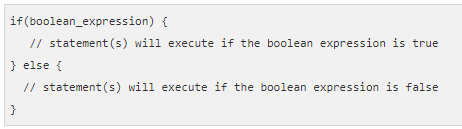 if(boolean_expression) {
   // statement(s) will execute if the boolean expression is true
} else {
  // statement(s) will execute if the boolean expression is false
}